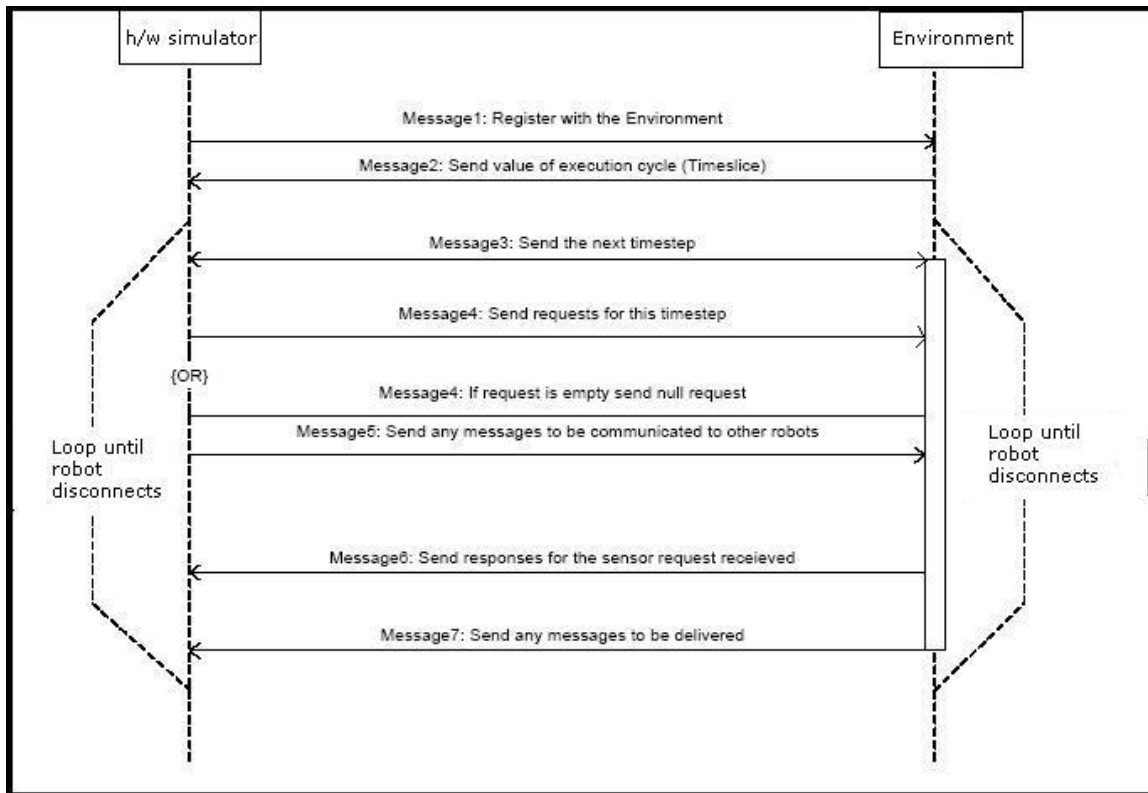 h/w simulator
Environment
Message1: Register with the Environment
Message2: Send value of execution cycle (Timeslice)
Message3: Send the next timestep
Message4: Send requests for this timestep
{OR}
Message4: If request is empty send null request
Message5: Send any messages to be communicated to other robots
Loop until
robot
disconnects
Loop until
robot
disconnects
Message6: Send responses for the sensor request receieved
Message7: Send any messages to be delivered